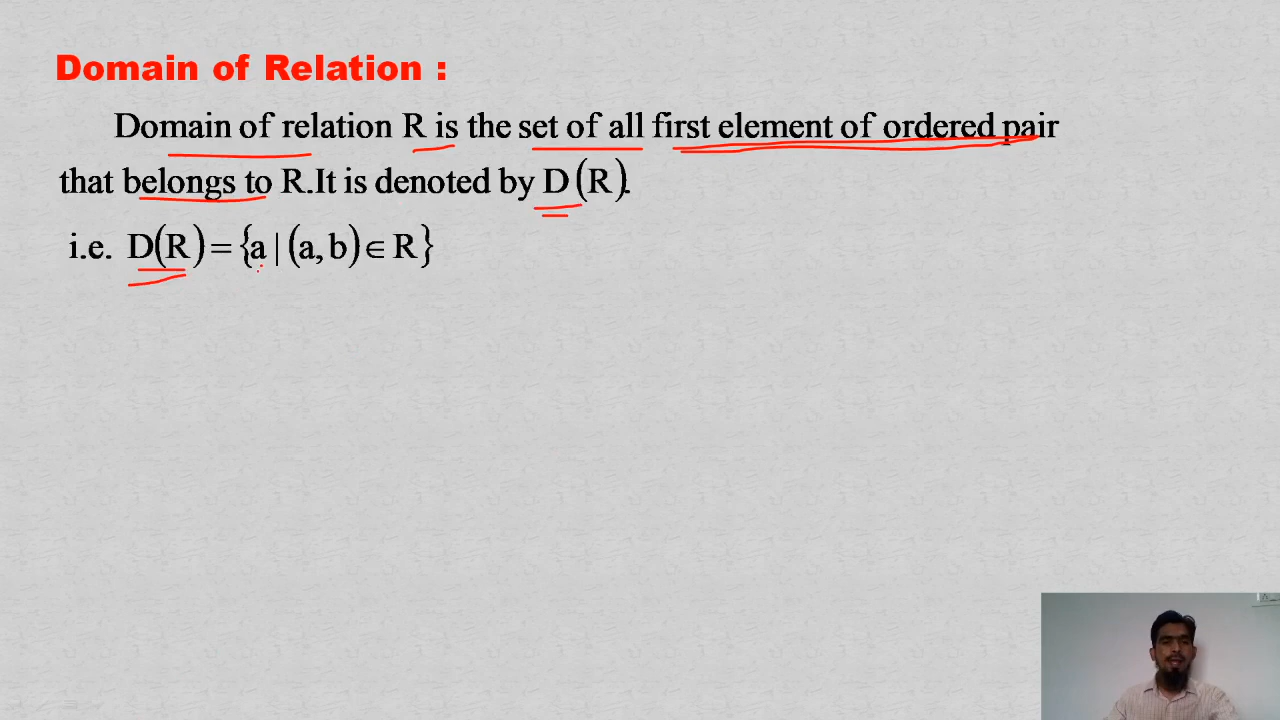 Domain of Relation :
Domain of relation R is the set of all first element of ordered pair
that belongs to R.It is denoted by D(R).
i.e. D(R) = {a | (a, b) ∈ R}